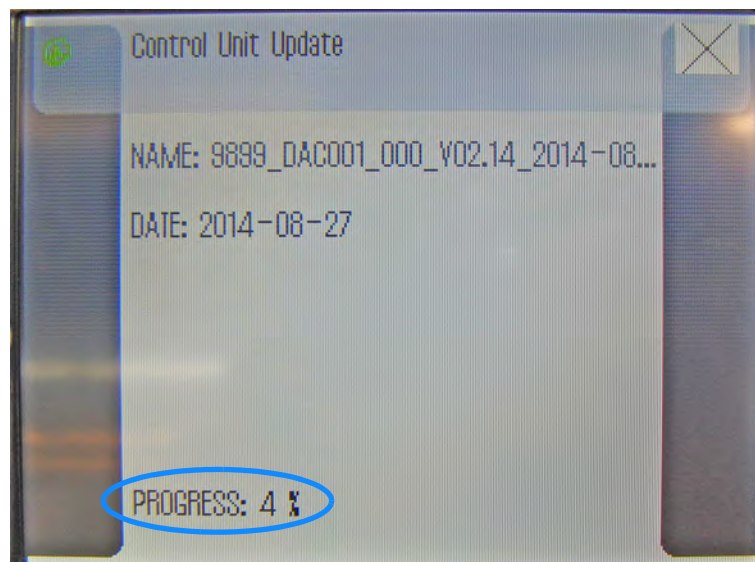 Control Unit Update
NAME: 9899_DAC001_000_V02.14_2014-08...
DATE: 2014-08-27
PROGRESS: 4 %